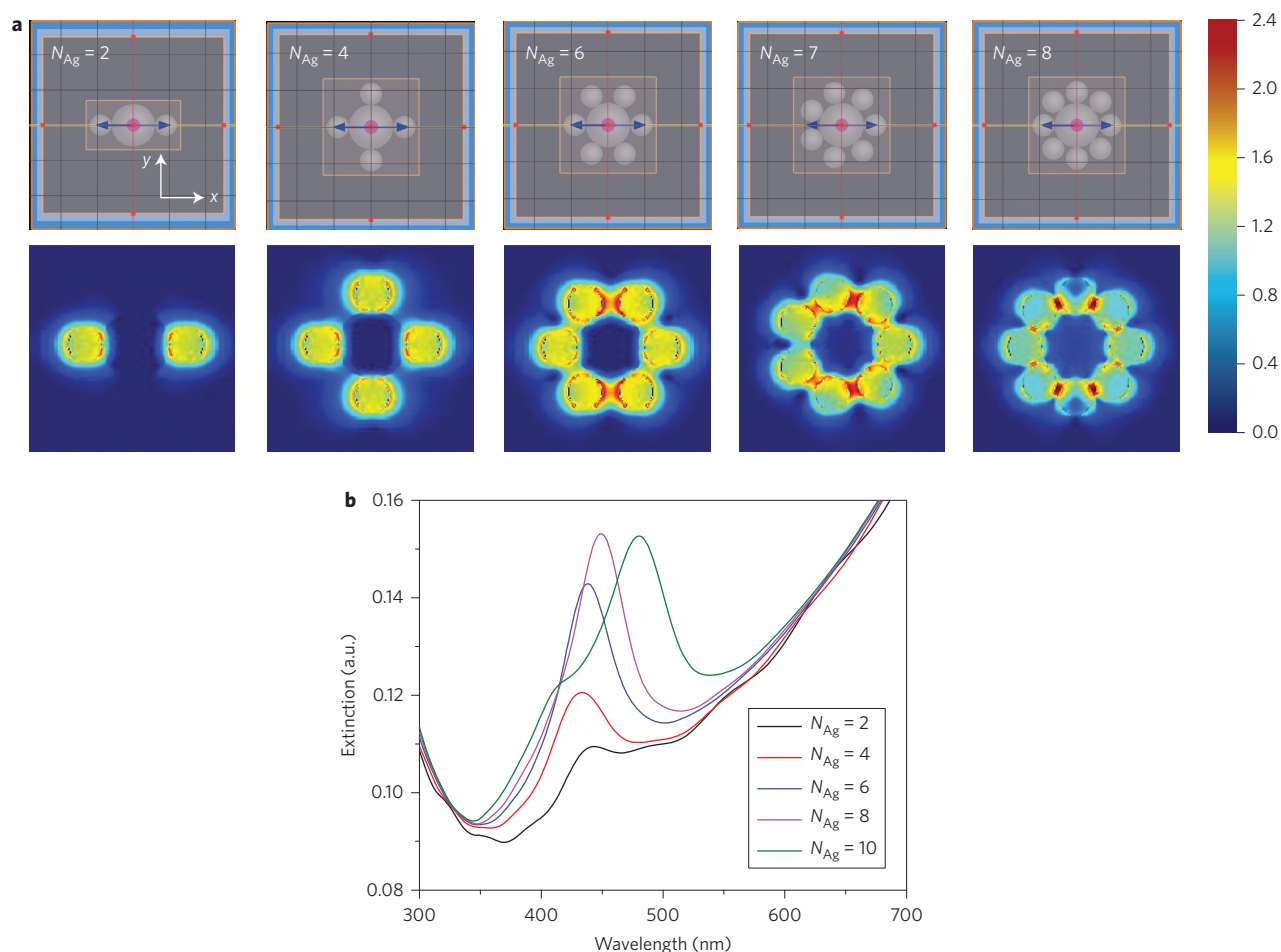 a
N_Ag = 2
N_Ag = 4
N_Ag = 6
N_Ag = 7
N_Ag = 8
y
x
2.4
2.0
1.6
1.2
0.8
0.4
0.0
b
0.16
0.14
0.12
0.10
0.08
Extinction (a.u.)
300
400
500
600
700
Wavelength (nm)
N_Ag = 2
N_Ag = 4
N_Ag = 6
N_Ag = 8
N_Ag = 10